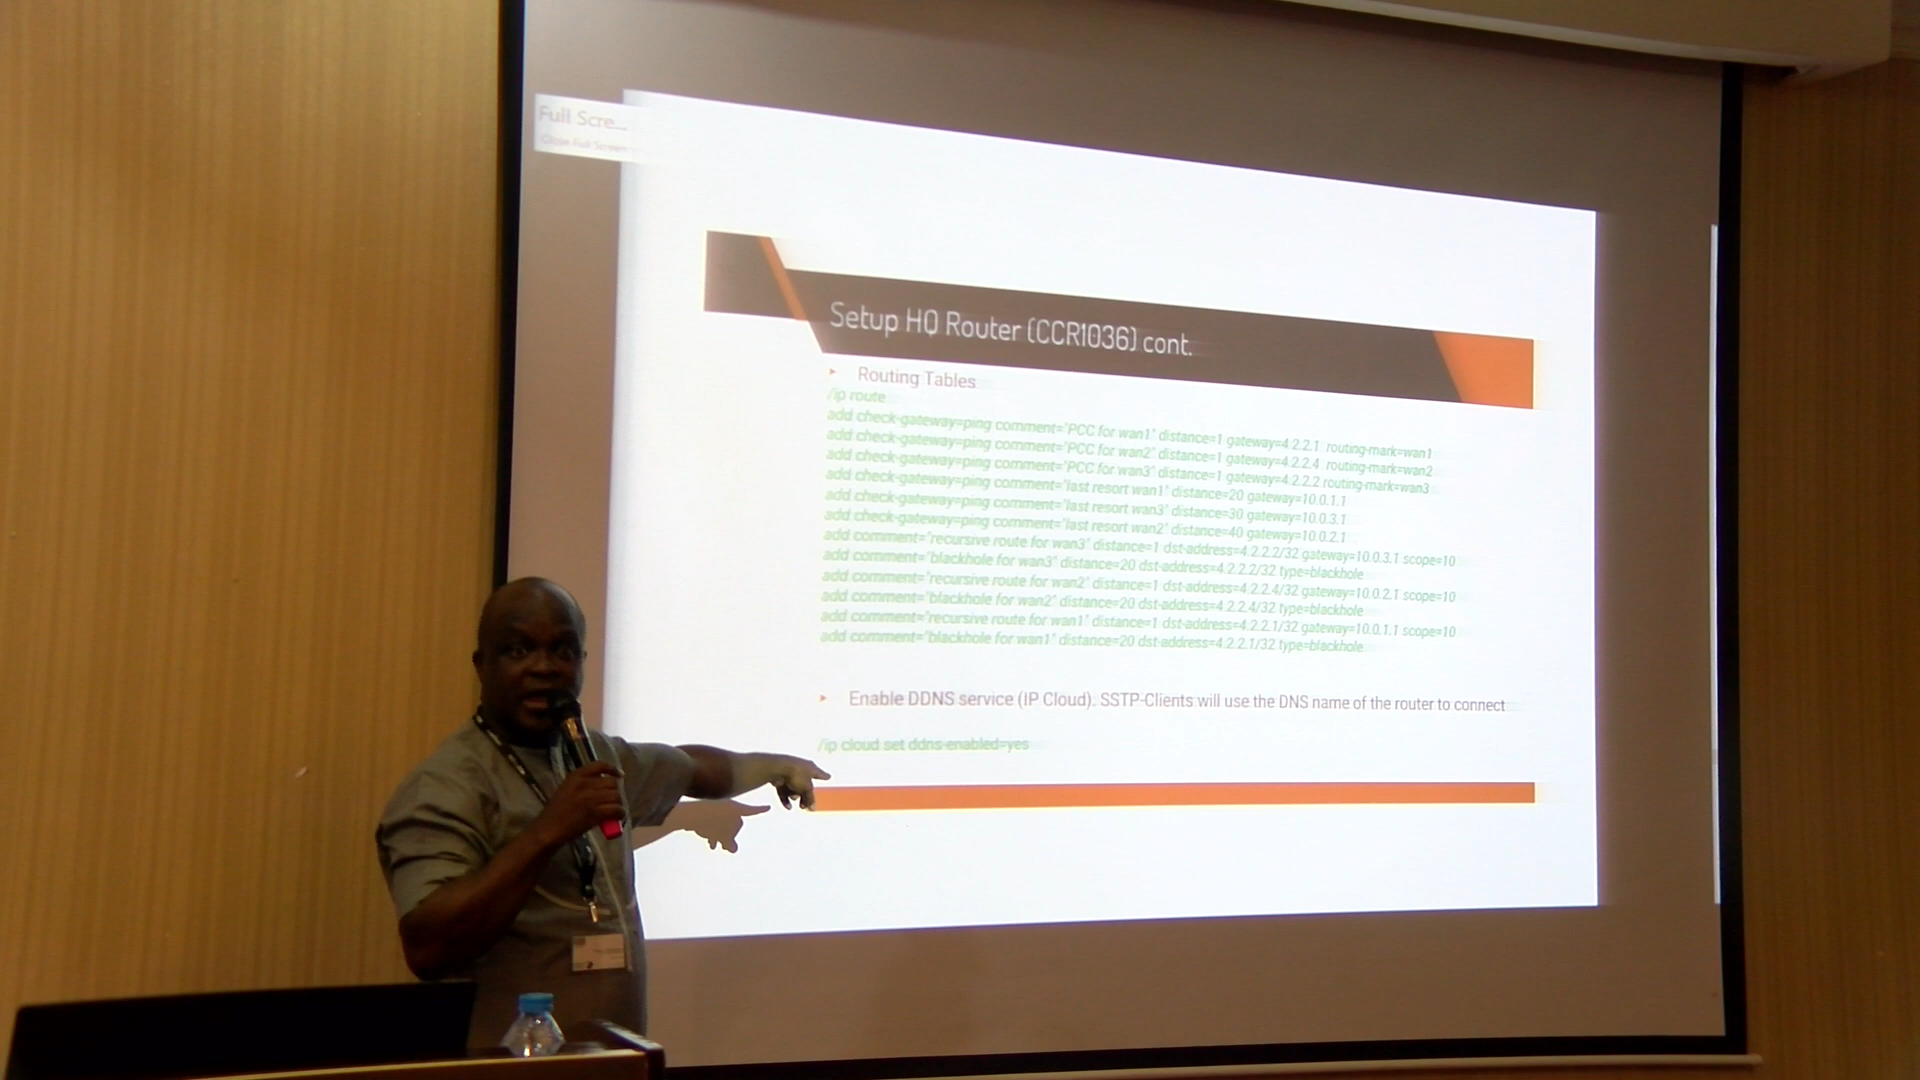 Full Scre...
Close Full Screen
Setup HQ Router (CCR1036) cont.
▸ Routing Tables
/ip route
add check-gateway=ping comment="PCC for wan1" distance=1 gateway=4.2.2.1 routing-mark=wan1
add check-gateway=ping comment="PCC for wan2" distance=1 gateway=4.2.2.4 routing-mark=wan2
add check-gateway=ping comment="PCC for wan3" distance=1 gateway=4.2.2.2 routing-mark=wan3
add check-gateway=ping comment="last resort wan1" distance=20 gateway=10.0.1.1
add check-gateway=ping comment="last resort wan3" distance=30 gateway=10.0.3.1
add check-gateway=ping comment="last resort wan2" distance=40 gateway=10.0.2.1
add comment="recursive route for wan3" distance=1 dst-address=4.2.2.2/32 gateway=10.0.3.1 scope=10
add comment="blackhole for wan3" distance=20 dst-address=4.2.2.2/32 type=blackhole
add comment="recursive route for wan2" distance=1 dst-address=4.2.2.4/32 gateway=10.0.2.1 scope=10
add comment="blackhole for wan2" distance=20 dst-address=4.2.2.4/32 type=blackhole
add comment="recursive route for wan1" distance=1 dst-address=4.2.2.1/32 gateway=10.0.1.1 scope=10
add comment="blackhole for wan1" distance=20 dst-address=4.2.2.1/32 type=blackhole
▸ Enable DDNS service (IP Cloud). SSTP-Clients will use the DNS name of the router to connect
/ip cloud set ddns-enabled=yes